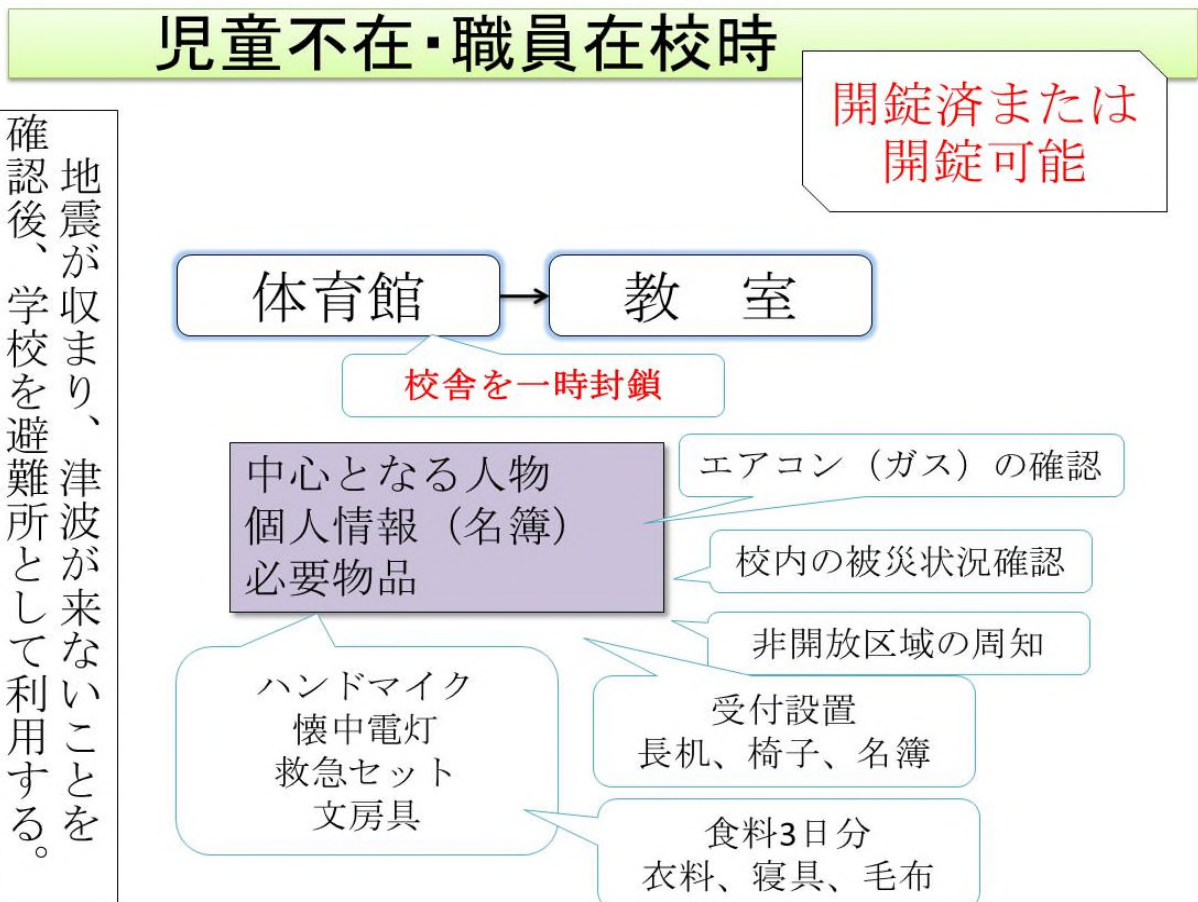 児童不在・職員在校時
開錠済または
開錠可能
地震が収まり、津波が来ないことを
確認後、学校を避難所として利用する。
体育館
教　室
校舎を一時封鎖
中心となる人物
個人情報（名簿）
必要物品
エアコン（ガス）の確認
校内の被災状況確認
非開放区域の周知
受付設置
長机、椅子、名簿
ハンドマイク
懐中電灯
救急セット
文房具
食料3日分
衣料、寝具、毛布